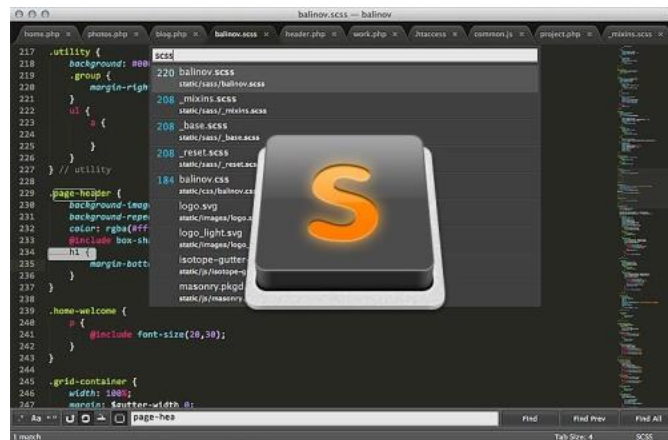 balinov.scss — balinov
home.php × photos.php × blog.php × balinov.scss × header.php × work.php × .htaccess × common.js × project.php × _mixins.scss ×
scss
220 balinov.scss
static/sass/balinov.scss
208 _mixins.scss
static/sass/_mixins.scss
208 _base.scss
static/sass/_base.scss
208 _reset.scss
static/sass/_reset.scss
184 balinov.css
static/css/balinov.css
logo.svg
static/images/logo.s
logo_light.svg
static/images/logo_
isotope-gutter-
static/js/isotope-g
masonry.pkgd
static/js/masonry.
217 .utility {
218 background: #00
219 .group {
220 margin-righ
221 }
222 ul {
223 a {
224
225 }
226 }
227 } // utility
228
229 .page-header {
230 background-imag
231 background-repe
232 color: rgba(#ff
233 @include box-sh
234 h1 {
235 margin-bott
236 }
237 }
238
239 .home-welcome {
240 p {
241 @include font-size(20,30);
242 }
243 }
244
245 .grid-container {
246 width: 100%;
247 margin: $gutter-width 0;
S
.* Aa "" page-hea Find Find Prev Find All
1 match Tab Size: 4 SCSS